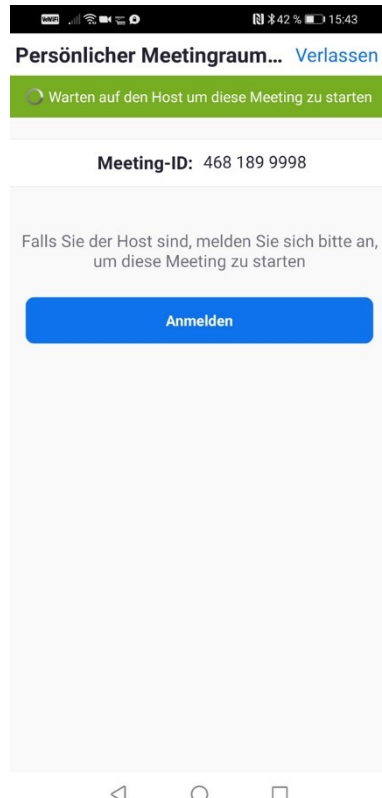 42 % 15:43
Persönlicher Meetingraum... Verlassen
Warten auf den Host um diese Meeting zu starten
Meeting-ID: 468 189 9998
Falls Sie der Host sind, melden Sie sich bitte an,
um diese Meeting zu starten
Anmelden